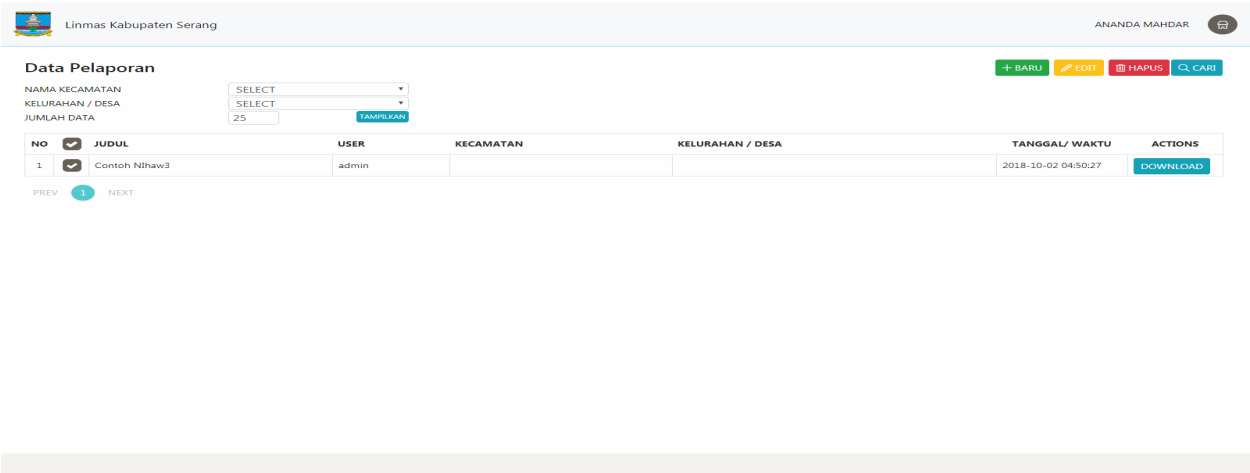 Linmas Kabupaten Serang
ANANDA MAHDAR
Data Pelaporan
BARU EDIT HAPUS CARI
NAMA KECAMATAN SELECT
KELURAHAN / DESA SELECT
JUMLAH DATA 25 TAMPILKAN
NO JUDUL USER KECAMATAN KELURAHAN / DESA TANGGAL/ WAKTU ACTIONS
1 Contoh NIhaw3 admin 2018-10-02 04:50:27 DOWNLOAD
PREV 1 NEXT